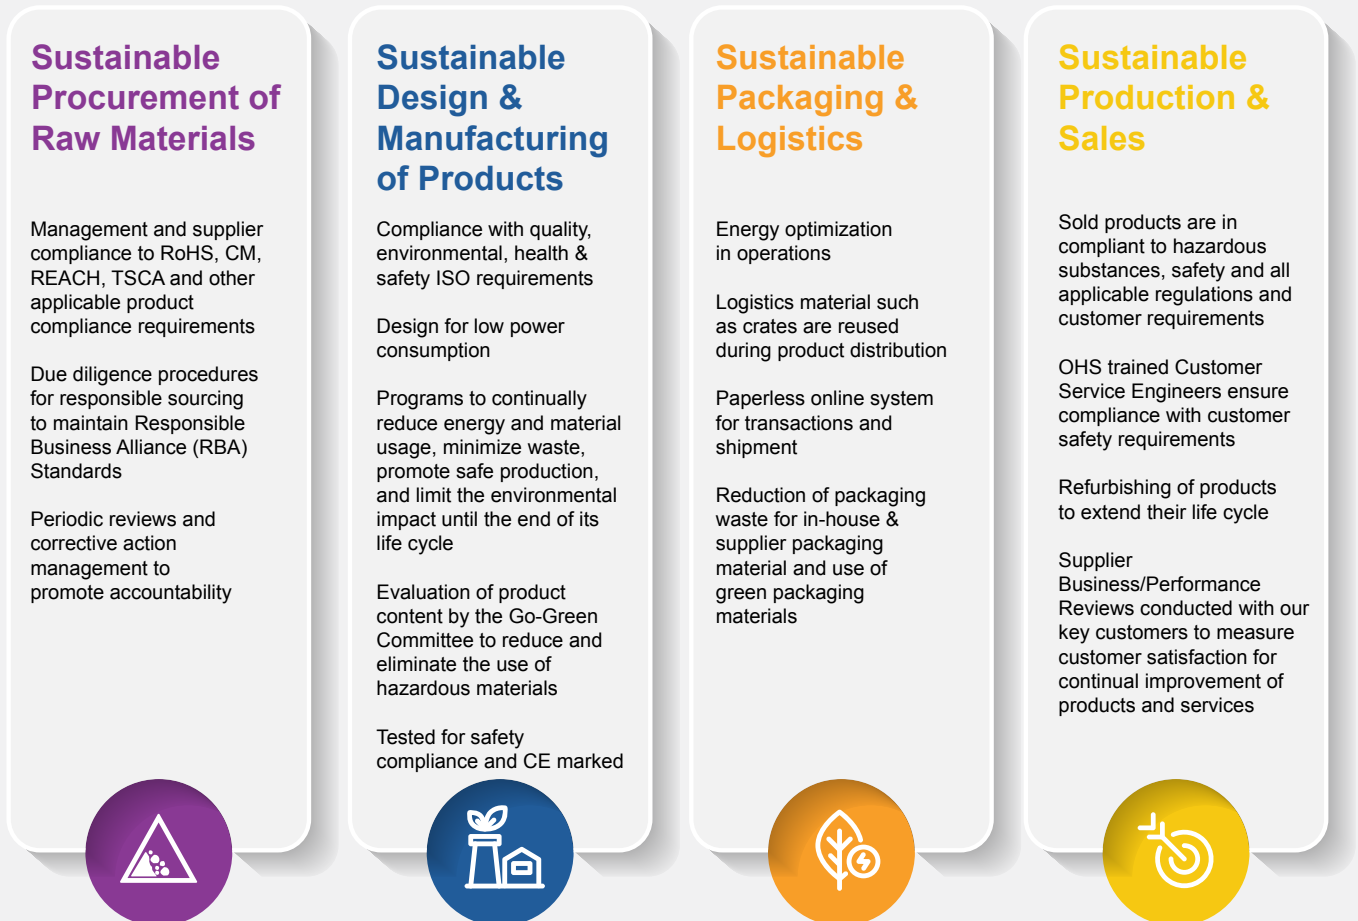 Sustainable
Procurement of
Raw Materials
Management and supplier
compliance to RoHS, CM,
REACH, TSCA and other
applicable product
compliance requirements
Due diligence procedures
for responsible sourcing
to maintain Responsible
Business Alliance (RBA)
Standards
Periodic reviews and
corrective action
management to
promote accountability
Sustainable
Design &
Manufacturing
of Products
Compliance with quality,
environmental, health &
safety ISO requirements
Design for low power
consumption
Programs to continually
reduce energy and material
usage, minimize waste,
promote safe production,
and limit the environmental
impact until the end of its
life cycle
Evaluation of product
content by the Go-Green
Committee to reduce and
eliminate the use of
hazardous materials
Tested for safety
compliance and CE marked
Sustainable
Packaging &
Logistics
Energy optimization
in operations
Logistics material such
as crates are reused
during product distribution
Paperless online system
for transactions and
shipment
Reduction of packaging
waste for in-house &
supplier packaging
material and use of
green packaging
materials
Sustainable
Production &
Sales
Sold products are in
compliant to hazardous
substances, safety and all
applicable regulations and
customer requirements
OHS trained Customer
Service Engineers ensure
compliance with customer
safety requirements
Refurbishing of products
to extend their life cycle
Supplier
Business/Performance
Reviews conducted with our
key customers to measure
customer satisfaction for
continual improvement of
products and services